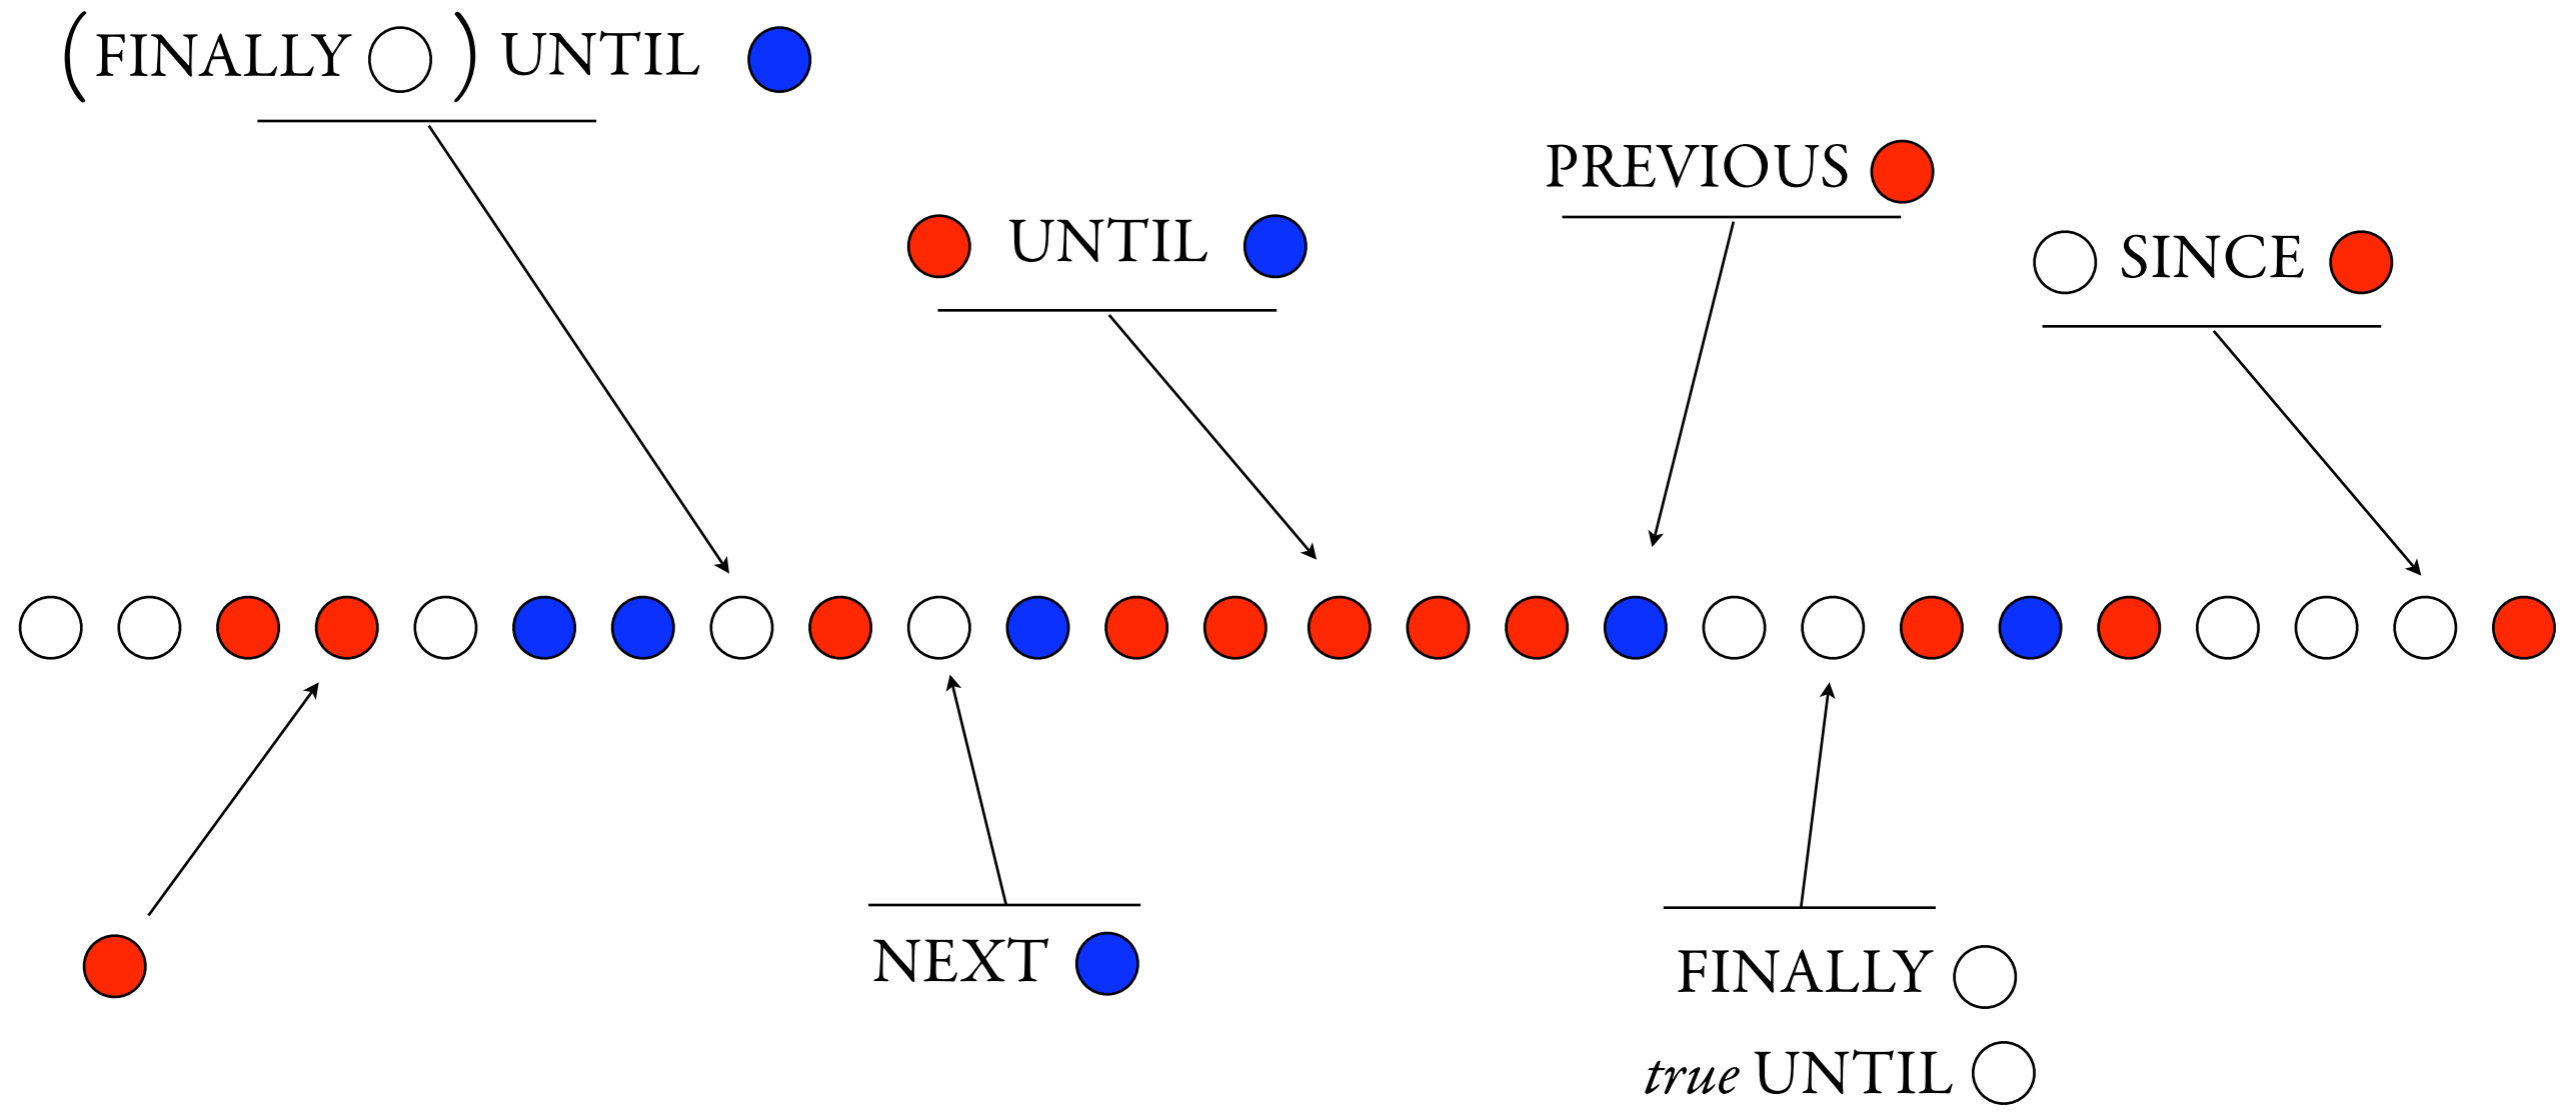 (FINALLY ) UNTIL
PREVIOUS
UNTIL
SINCE
NEXT
FINALLY
true UNTIL